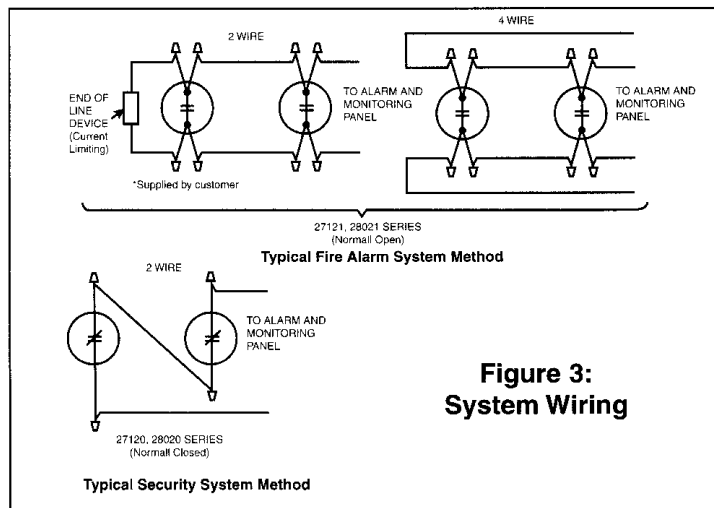 2 WIRE
END OF
LINE
DEVICE
(Current
Limiting)
TO ALARM AND
MONITORING
PANEL
*Supplied by customer
4 WIRE
TO ALARM AND
MONITORING
PANEL
27121, 28021 SERIES
(Normall Open)
Typical Fire Alarm System Method
2 WIRE
TO ALARM AND
MONITORING
PANEL
27120, 28020 SERIES
(Normall Closed)
Typical Security System Method
Figure 3:
System Wiring